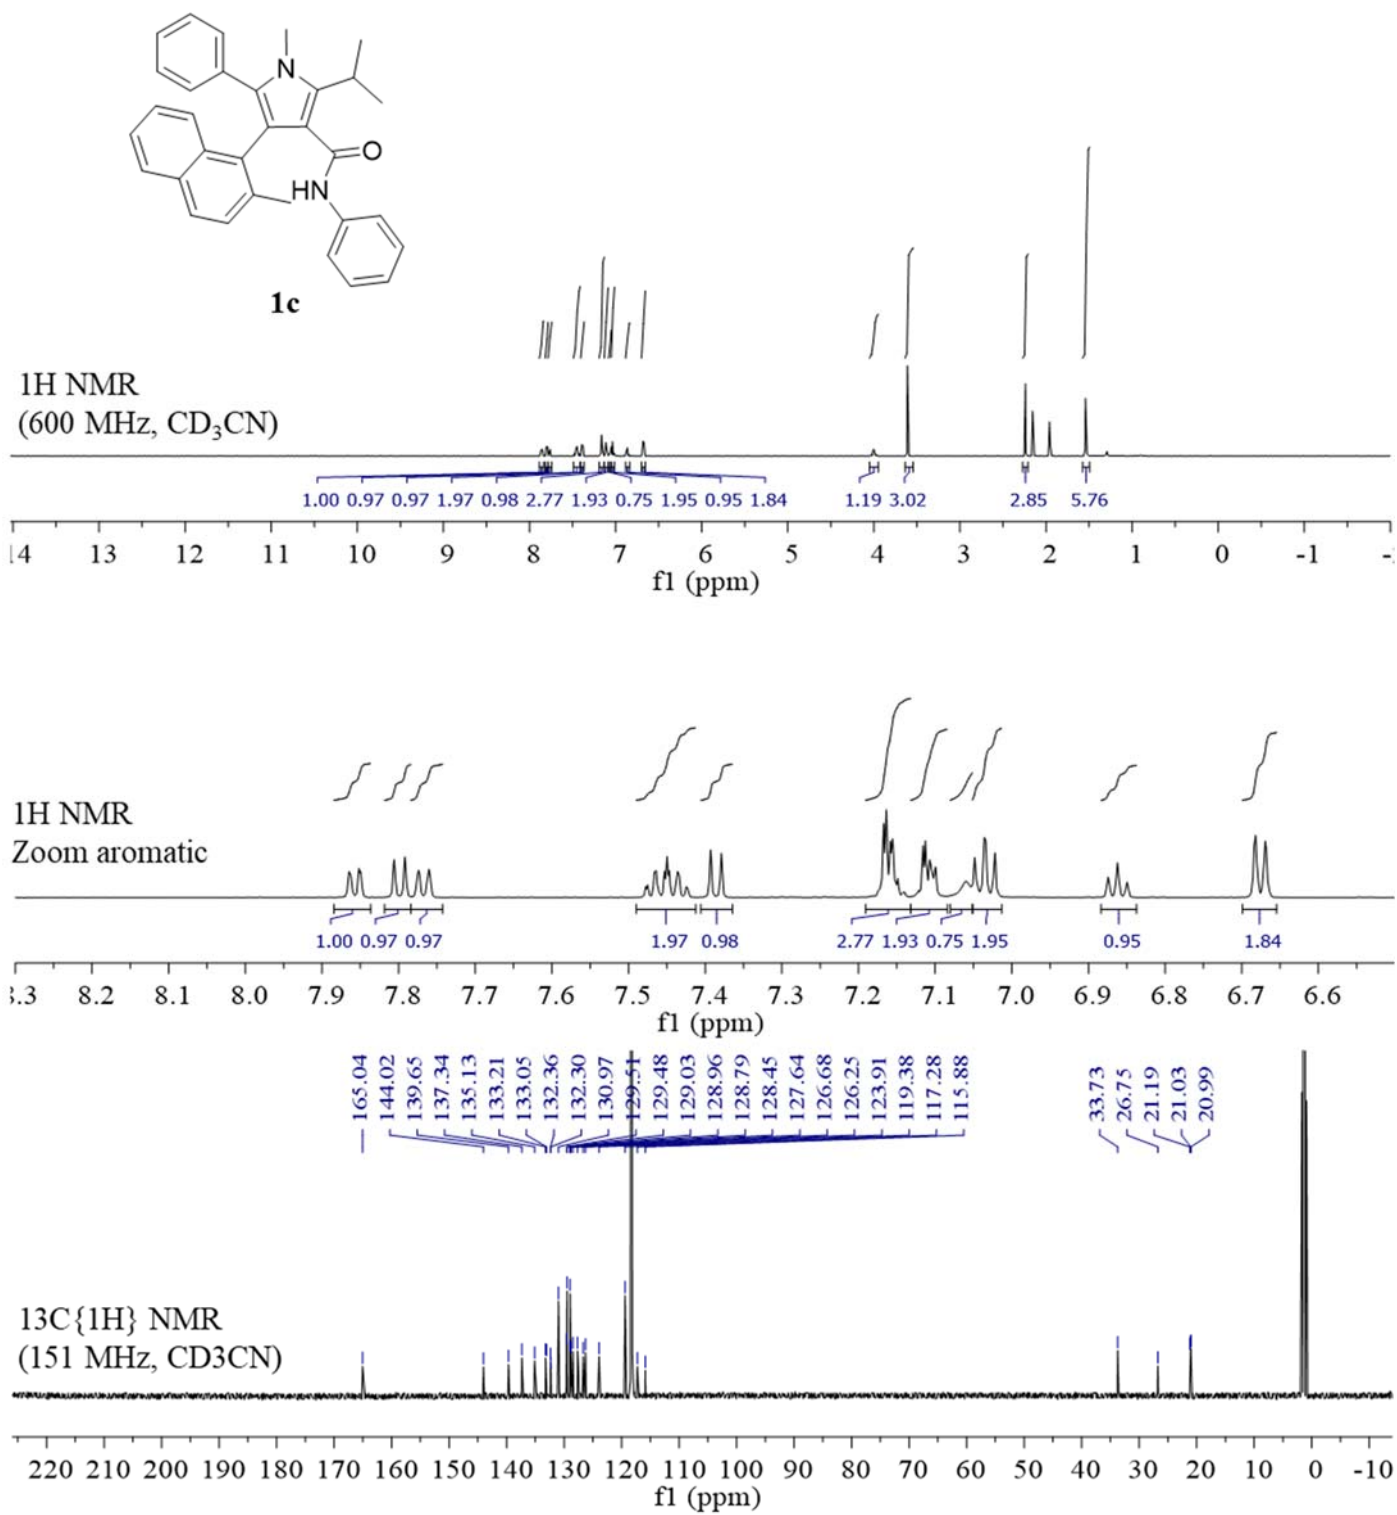 N
O
HN
1c
1H NMR
(600 MHz, CD₃CN)
1.00 0.97 0.97 1.97 0.98 2.77 1.93 0.75 1.95 0.95 1.84 1.19 3.02 2.85 5.76
14 13 12 11 10 9 8 7 6 5 4 3 2 1 0 -1
f1 (ppm)
1H NMR
Zoom aromatic
1.00 0.97 0.97 1.97 0.98 2.77 1.93 0.75 1.95 0.95 1.84
8.3 8.2 8.1 8.0 7.9 7.8 7.7 7.6 7.5 7.4 7.3 7.2 7.1 7.0 6.9 6.8 6.7 6.6
f1 (ppm)
165.04
144.02
139.65
137.34
135.13
133.21
133.05
132.36
132.30
130.97
129.51
129.48
129.03
128.96
128.79
128.45
127.64
126.68
126.25
123.91
119.38
117.28
115.88
33.73
26.75
21.19
21.03
20.99
13C{1H} NMR
(151 MHz, CD3CN)
220 210 200 190 180 170 160 150 140 130 120 110 100 90 80 70 60 50 40 30 20 10 0 -10
f1 (ppm)